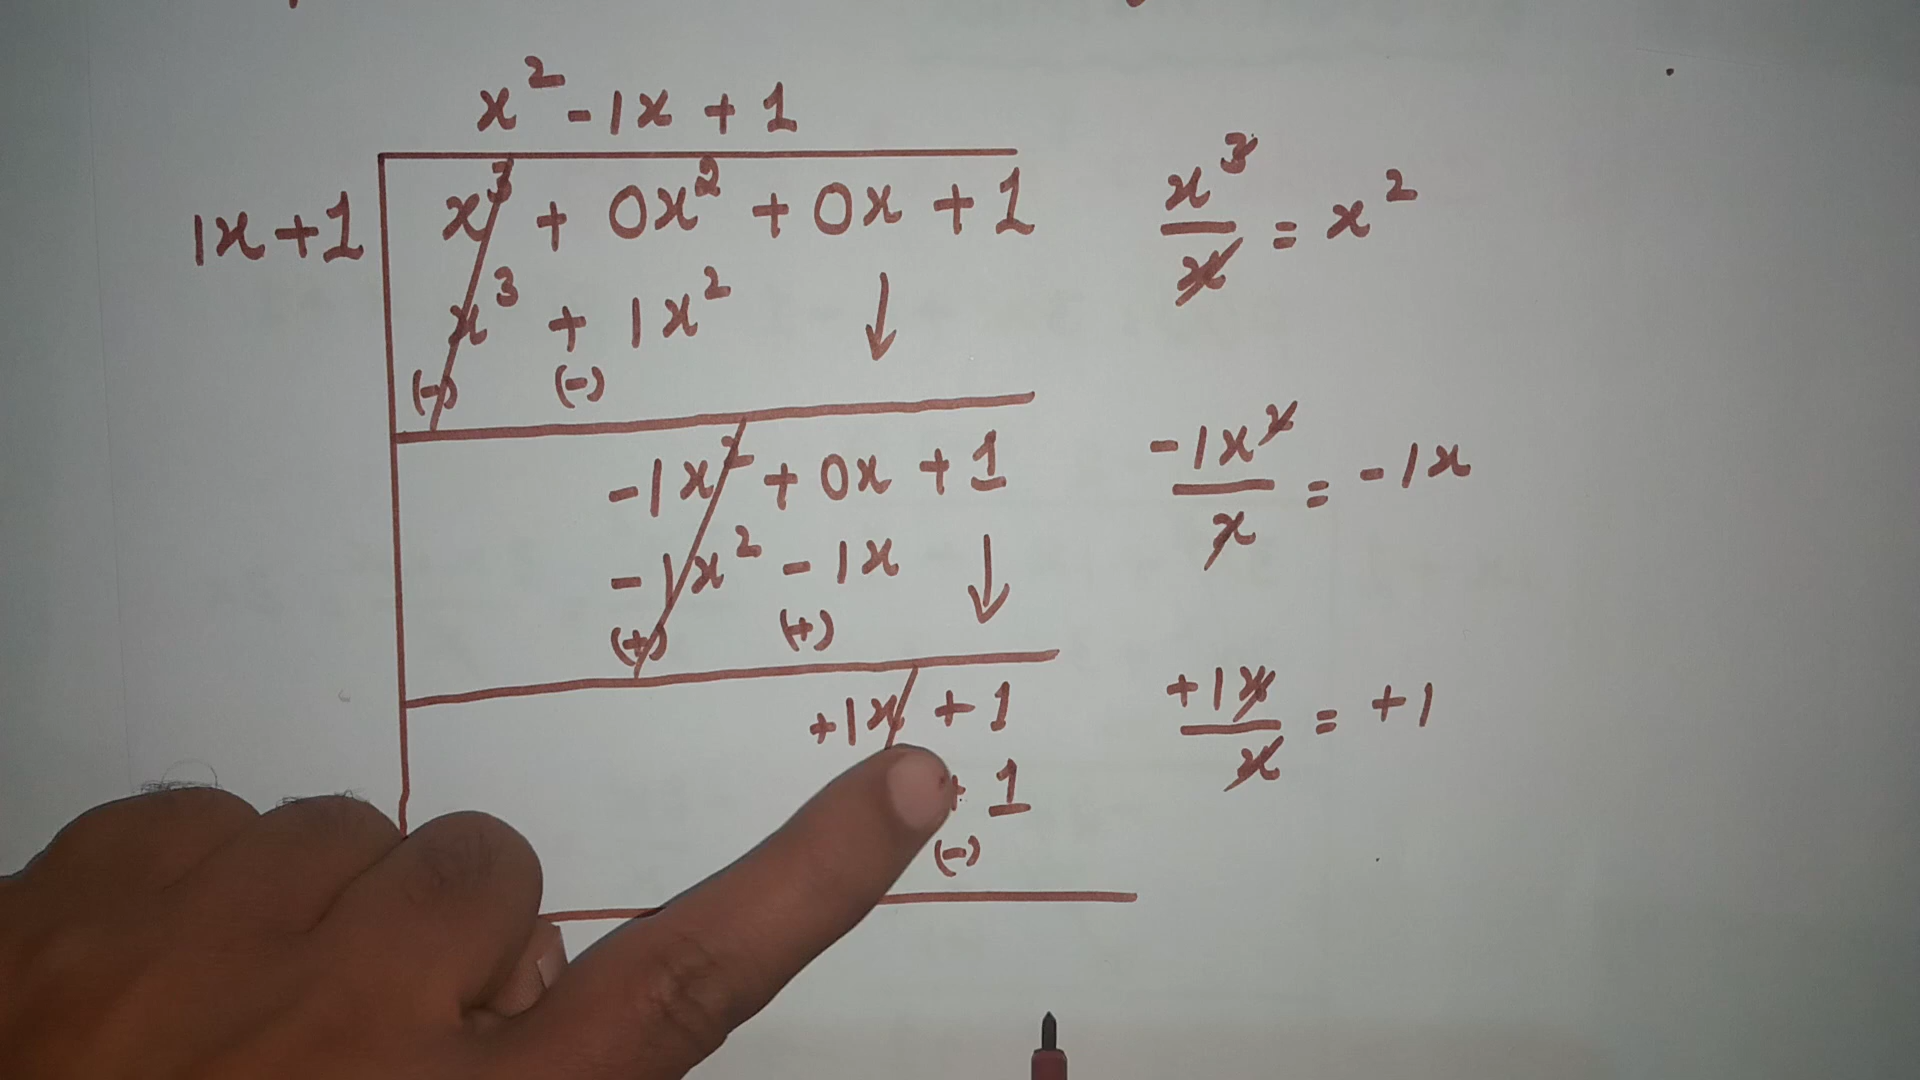 x² - 1x + 1
1x + 1
x³ + 0x² + 0x + 1
x³ + 1x² ↓
(-) (-)
-1x² + 0x + 1
-1x² - 1x ↓
(+) (+)
+1x + 1
+ 1
(-)
x³/x = x²
-1x²/x = -1x
+1x/x = +1